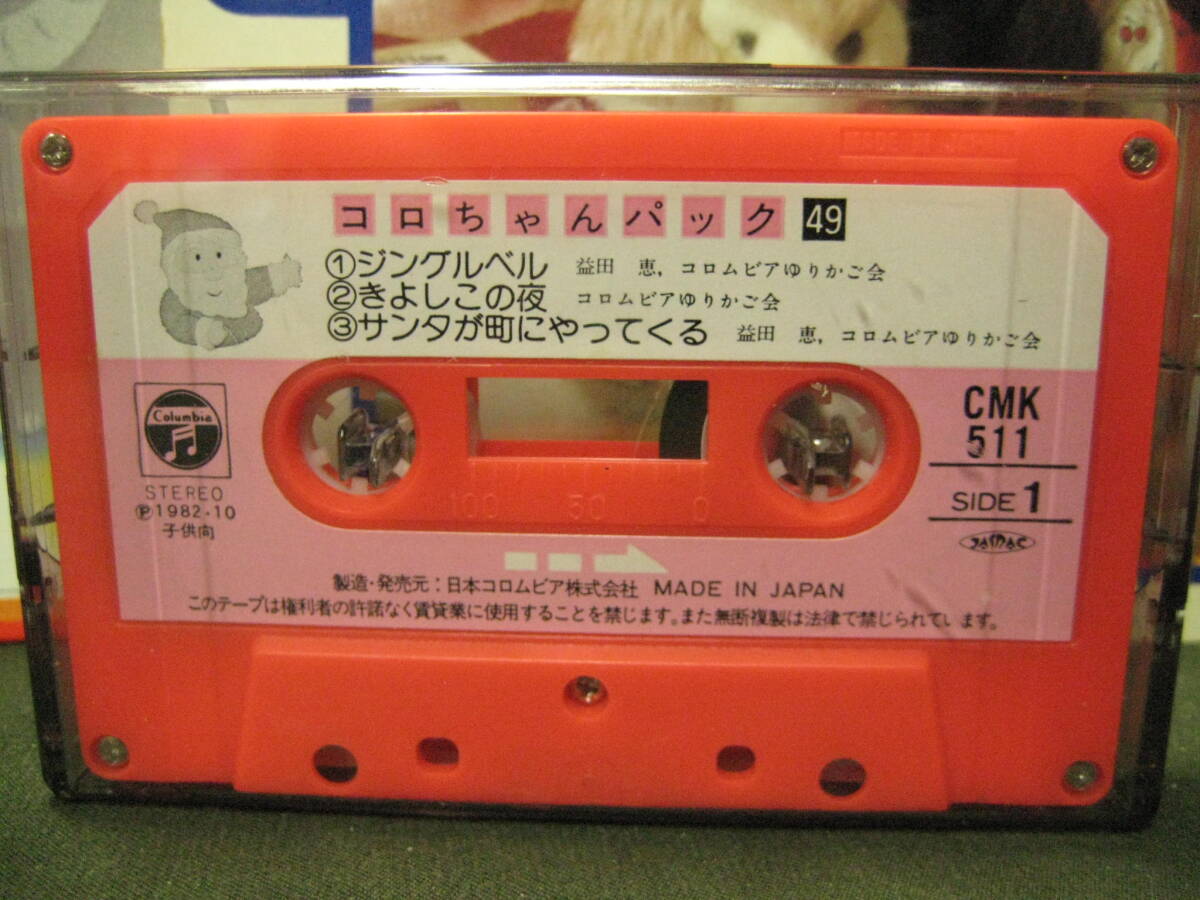 MADE IN JAPAN
コロちゃんパック 49
①ジングルベル 益田 恵, コロムビアゆりかご会
②きよしこの夜 コロムビアゆりかご会
③サンタが町にやってくる 益田 恵, コロムビアゆりかご会
Columbia
STEREO
Ⓟ1982・10
子供向
CMK
511
SIDE 1
JASRAC
100 50 0
製造・発売元：日本コロムビア株式会社 MADE IN JAPAN
このテープは権利者の許諾なく賃貸業に使用することを禁じます。また無断複製は法律で禁じられています。